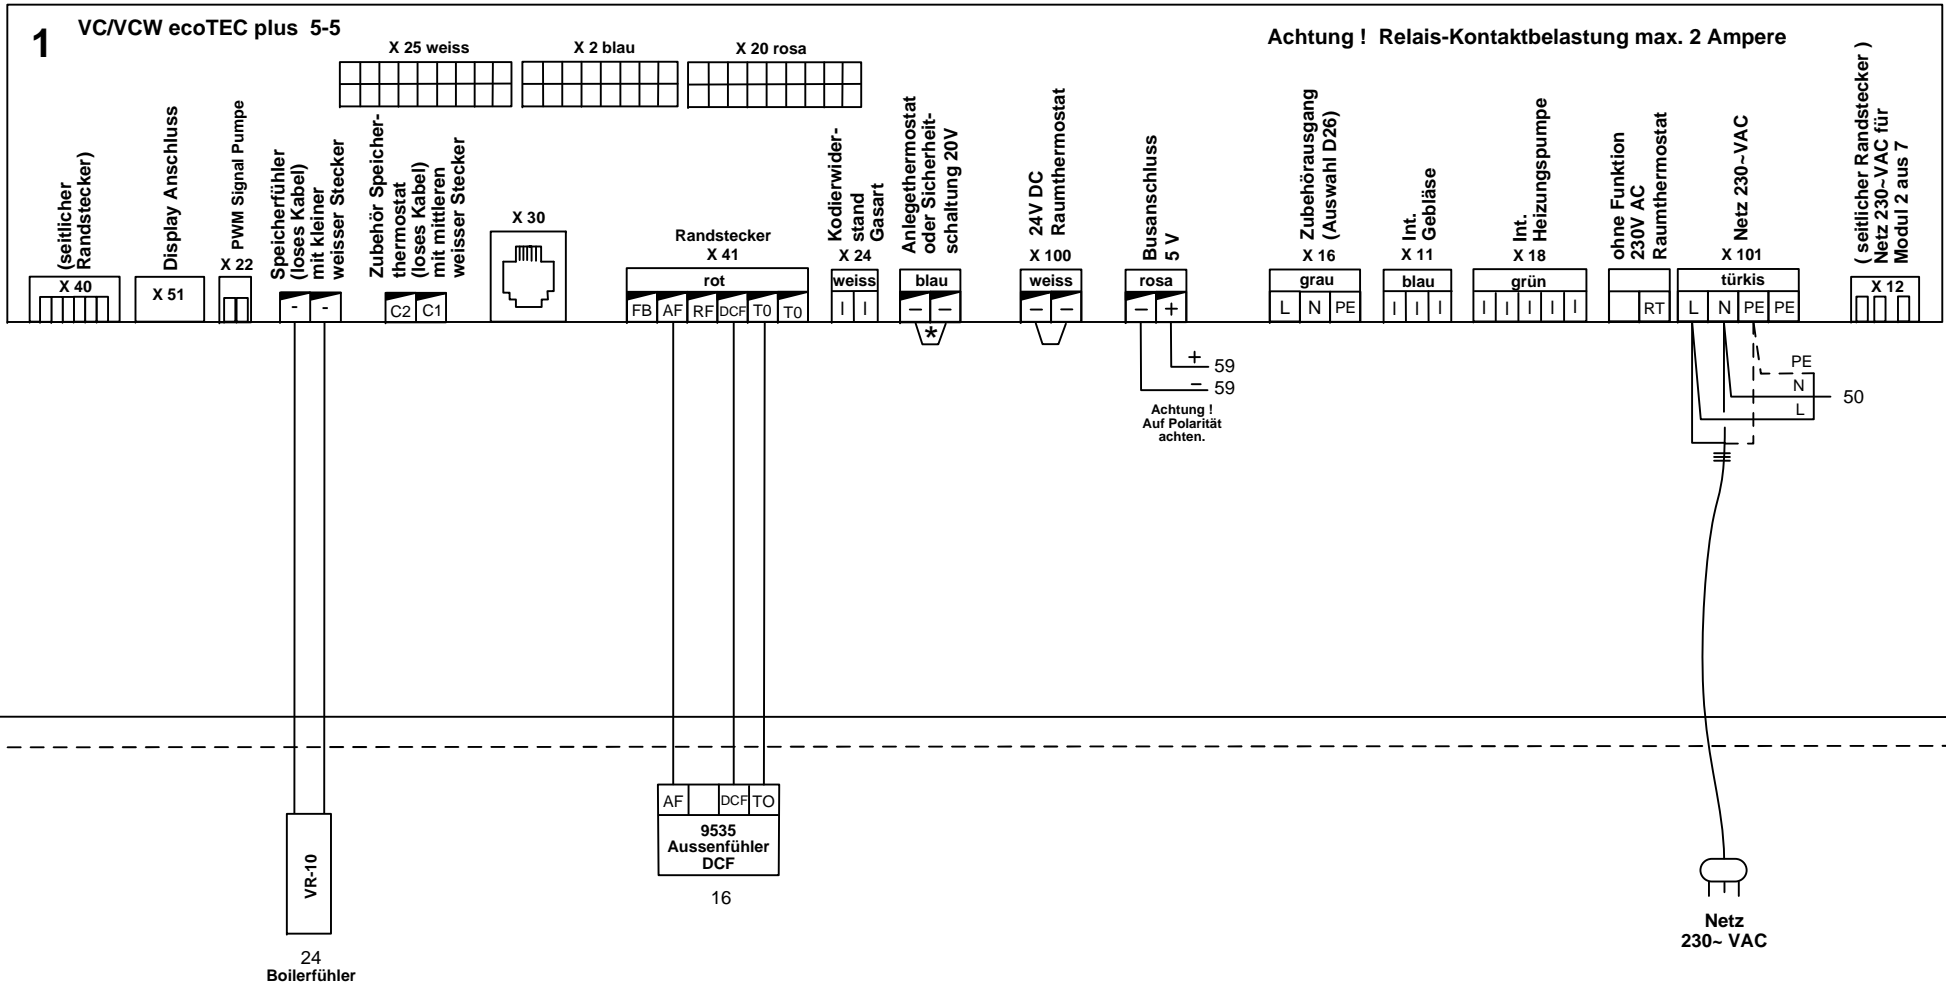 1
VC/VCW ecoTEC plus 5-5
Achtung ! Relais-Kontaktbelastung max. 2 Ampere
X 25 weiss
X 2 blau
X 20 rosa
(seitlicher
Randstecker)
X 40
Display Anschluss
X 51
PWM Signal Pumpe
X 22
Speicherfühler
(loses Kabel)
mit kleiner
weisser Stecker
- -
Zubehör Speicher-
thermostat
(loses Kabel)
mit mittleren
weisser Stecker
C2 C1
X 30
Randstecker
X 41
rot
FB AF RF DCF T0 T0
Kodierwider-
stand
Gasart
X 24
weiss
I I
Anlegethermostat
oder Sicherheit-
schaltung 20V
blau
– –
*
24V DC
Raumthermostat
X 100
weiss
– –
Busanschluss
5 V
rosa
– +
+ 59
– 59
Achtung !
Auf Polarität
achten.
Zubehörausgang
(Auswahl D26)
X 16
grau
L N PE
Int.
Gebläse
X 11
blau
I I I
Int.
Heizungspumpe
X 18
grün
I I I I I
ohne Funktion
230V AC
Raumthermostat
RT
Netz 230~VAC
X 101
türkis
L N PE PE
( seitlicher Randstecker )
Netz 230~VAC für
Modul 2 aus 7
X 12
PE
N
L
50
AF DCF TO
9535
Aussenfühler
DCF
16
VR-10
24
Boilerfühler
Netz
230~ VAC